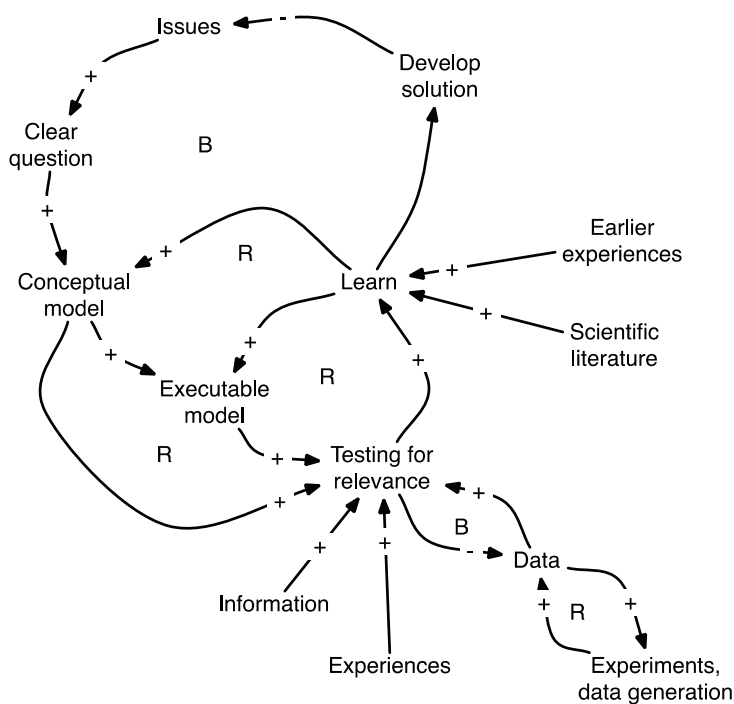 Issues
-
Develop
solution
+
Clear
question
B
+
+
R
Earlier
experiences
+
Conceptual
model
Learn
+
Scientific
literature
+
+
+
Executable
model
R
R
+
Testing for
relevance
+
+
B
-
Data
+
+
Information
+
R
+
Experiences
Experiments,
data generation